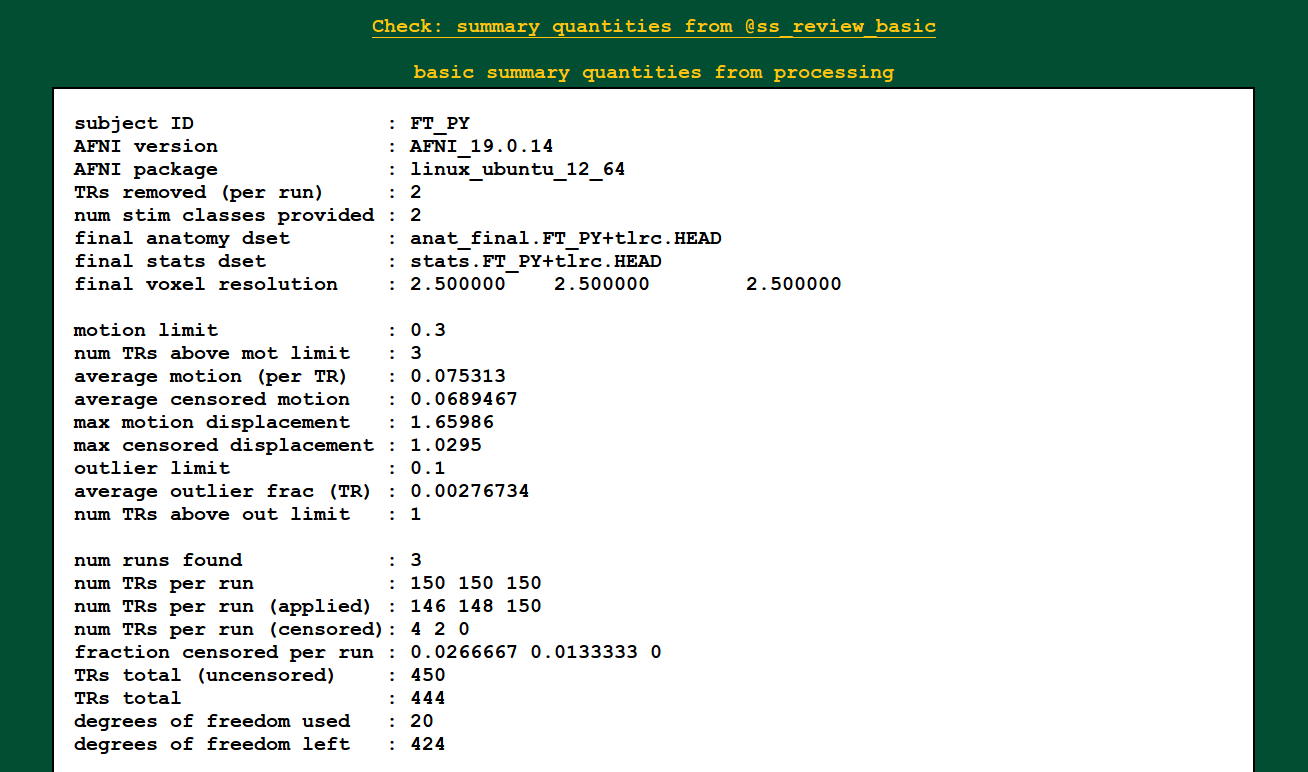 Check: summary quantities from @ss_review_basic
basic summary quantities from processing
subject ID : FT_PY
AFNI version : AFNI_19.0.14
AFNI package : linux_ubuntu_12_64
TRs removed (per run) : 2
num stim classes provided : 2
final anatomy dset : anat_final.FT_PY+tlrc.HEAD
final stats dset : stats.FT_PY+tlrc.HEAD
final voxel resolution : 2.500000 2.500000 2.500000
motion limit : 0.3
num TRs above mot limit : 3
average motion (per TR) : 0.075313
average censored motion : 0.0689467
max motion displacement : 1.65986
max censored displacement : 1.0295
outlier limit : 0.1
average outlier frac (TR) : 0.00276734
num TRs above out limit : 1
num runs found : 3
num TRs per run : 150 150 150
num TRs per run (applied) : 146 148 150
num TRs per run (censored): 4 2 0
fraction censored per run : 0.0266667 0.0133333 0
TRs total (uncensored) : 450
TRs total : 444
degrees of freedom used : 20
degrees of freedom left : 424